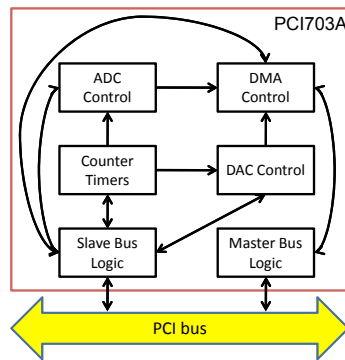 PCI703A
ADC
Control
DMA
Control
Counter
Timers
DAC Control
Slave Bus
Logic
Master Bus
Logic
PCI bus